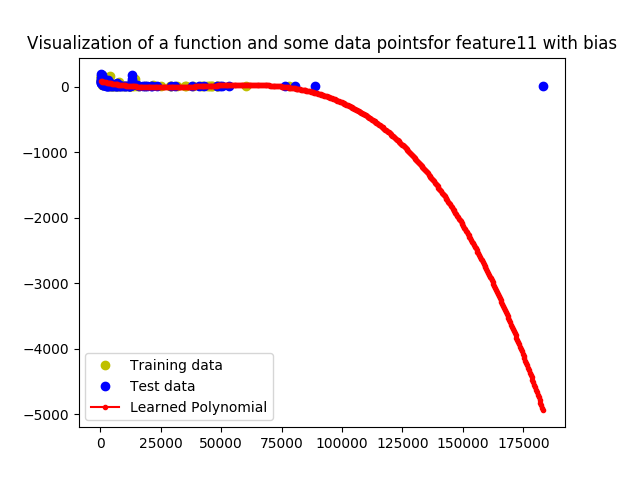 Visualization of a function and some data pointsfor feature11 with bias
0
−1000
−2000
−3000
−4000
−5000
0 25000 50000 75000 100000 125000 150000 175000
Training data
Test data
Learned Polynomial